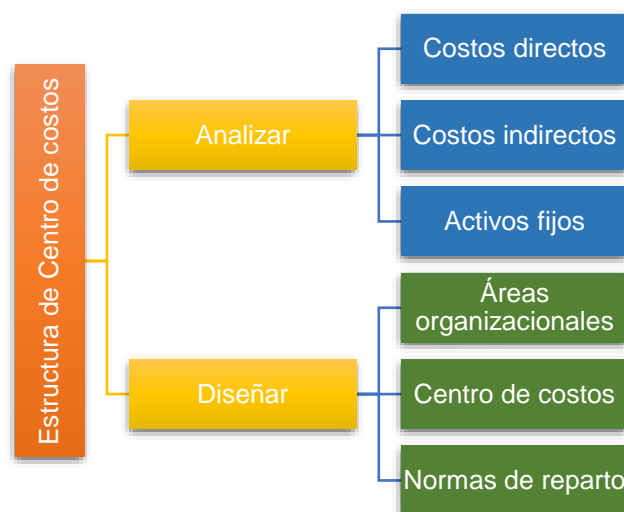 Estructura de Centro de costos
Analizar
Costos directos
Costos indirectos
Activos fijos
Diseñar
Áreas
organizacionales
Centro de costos
Normas de reparto